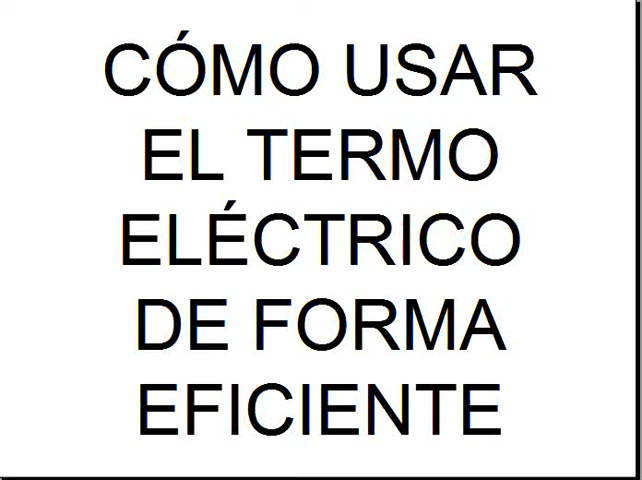 CÓMO USAR
EL TERMO
ELÉCTRICO
DE FORMA
EFICIENTE